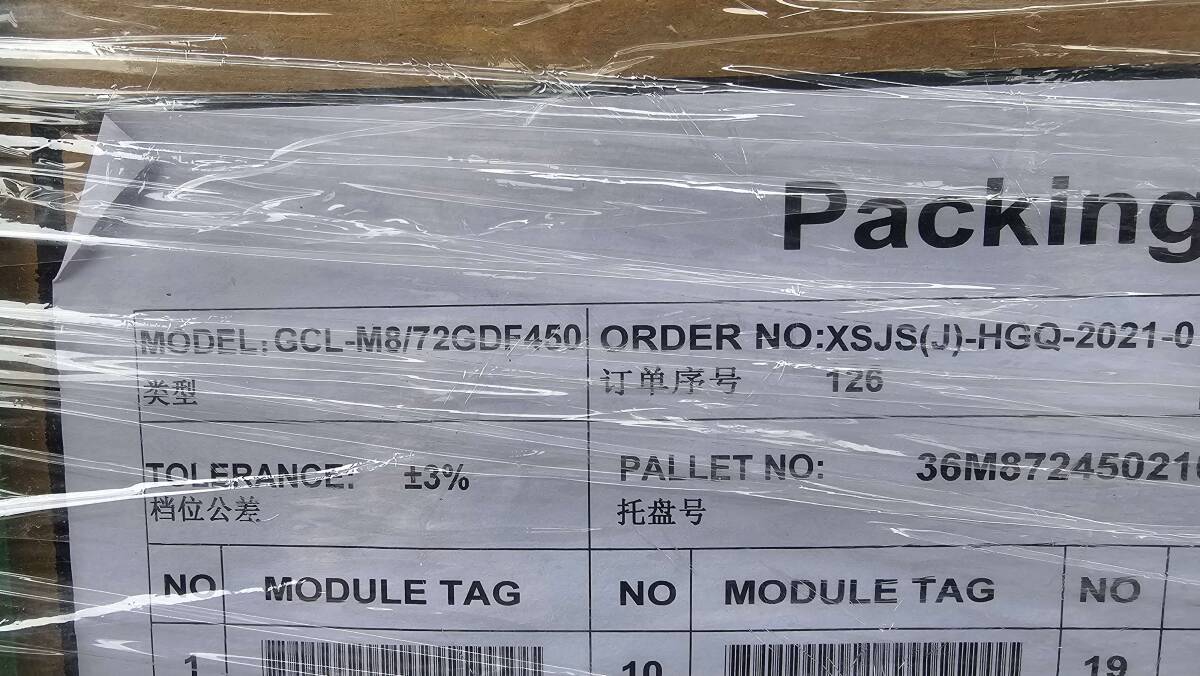 Packing
MODEL: GCL-M8/72GDF450
类型
ORDER NO:XSJS(J)-HGQ-2021-0
订单序号 126
TOLERANCE: ±3%
档位公差
PALLET NO: 36M872450210
托盘号
NO MODULE TAG NO MODULE TAG NO
1 10 19